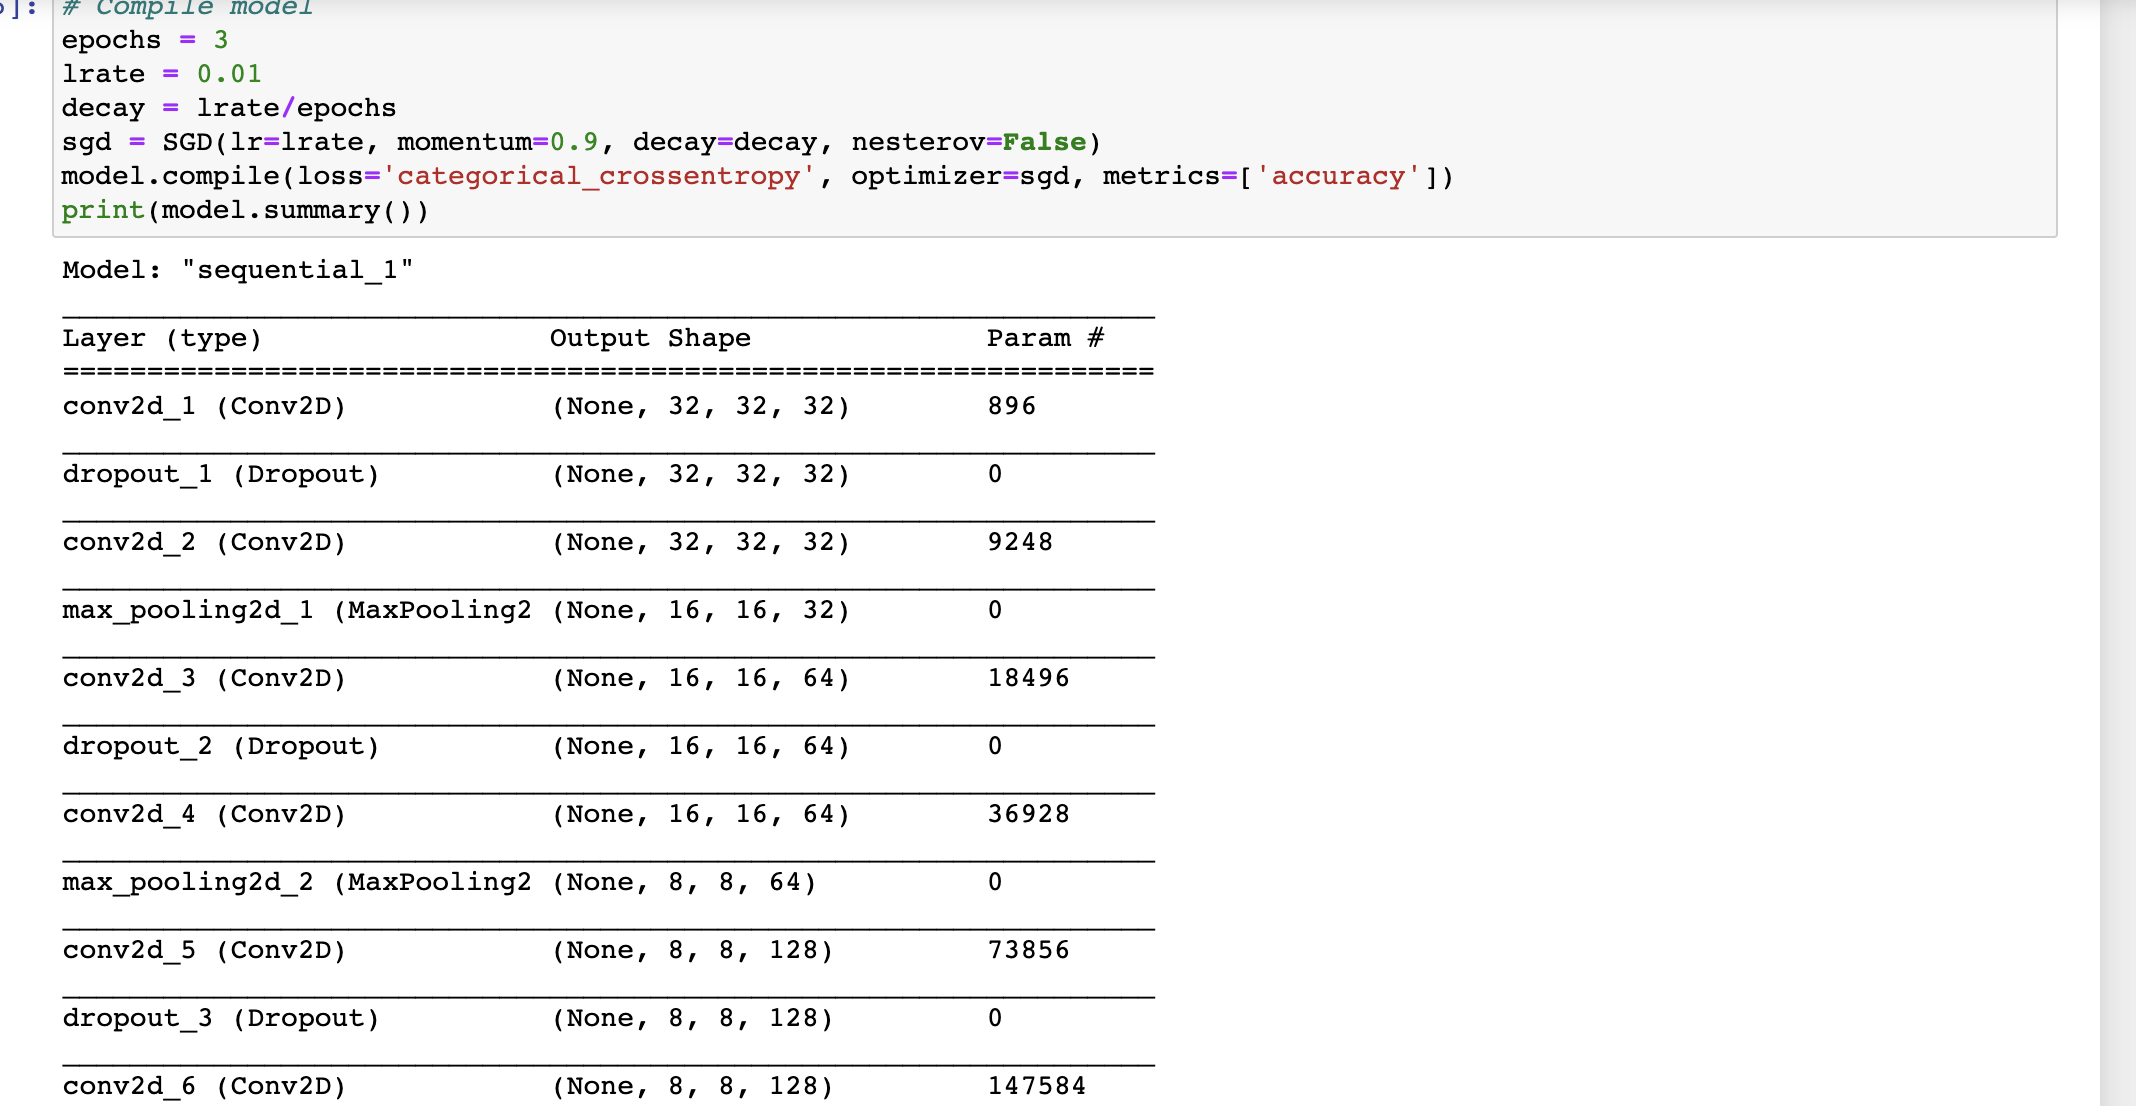 ]:
# Compile model
epochs = 3
lrate = 0.01
decay = lrate/epochs
sgd = SGD(lr=lrate, momentum=0.9, decay=decay, nesterov=False)
model.compile(loss='categorical_crossentropy', optimizer=sgd, metrics=['accuracy'])
print(model.summary())
Model: "sequential_1"
_________________________________________________________________
Layer (type)                 Output Shape              Param #
=================================================================
conv2d_1 (Conv2D)            (None, 32, 32, 32)        896
_________________________________________________________________
dropout_1 (Dropout)          (None, 32, 32, 32)        0
_________________________________________________________________
conv2d_2 (Conv2D)            (None, 32, 32, 32)        9248
_________________________________________________________________
max_pooling2d_1 (MaxPooling2 (None, 16, 16, 32)        0
_________________________________________________________________
conv2d_3 (Conv2D)            (None, 16, 16, 64)        18496
_________________________________________________________________
dropout_2 (Dropout)          (None, 16, 16, 64)        0
_________________________________________________________________
conv2d_4 (Conv2D)            (None, 16, 16, 64)        36928
_________________________________________________________________
max_pooling2d_2 (MaxPooling2 (None, 8, 8, 64)          0
_________________________________________________________________
conv2d_5 (Conv2D)            (None, 8, 8, 128)         73856
_________________________________________________________________
dropout_3 (Dropout)          (None, 8, 8, 128)         0
_________________________________________________________________
conv2d_6 (Conv2D)            (None, 8, 8, 128)         147584